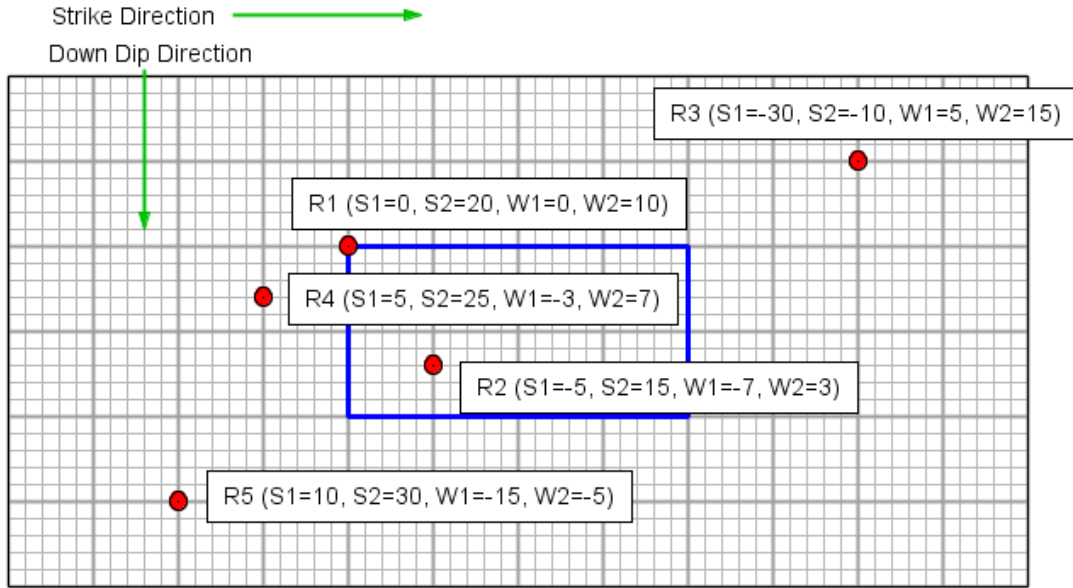 Strike Direction
Down Dip Direction
R3 (S1=-30, S2=-10, W1=5, W2=15)
R1 (S1=0, S2=20, W1=0, W2=10)
R4 (S1=5, S2=25, W1=-3, W2=7)
R2 (S1=-5, S2=15, W1=-7, W2=3)
R5 (S1=10, S2=30, W1=-15, W2=-5)